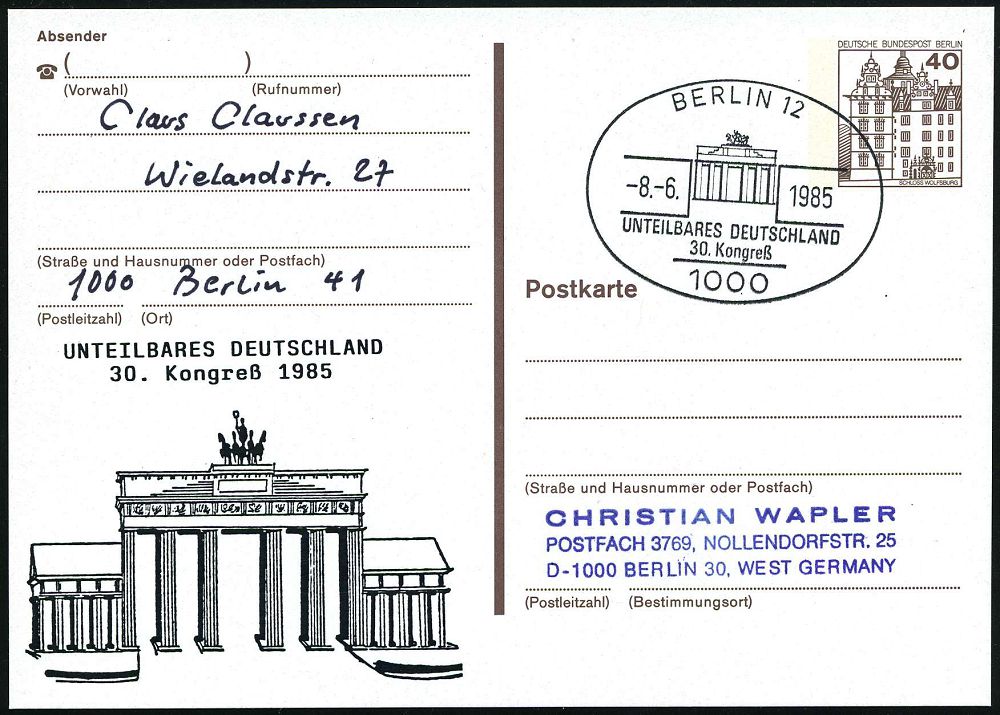 Absender
( )
(Vorwahl) (Rufnummer)
Claus Claussen
Wielandstr. 27
(Straße und Hausnummer oder Postfach)
1000 Berlin 41
(Postleitzahl) (Ort)
UNTEILBARES DEUTSCHLAND
30. Kongreß 1985
DEUTSCHE BUNDESPOST BERLIN
40
SCHLOSS WOLFSBURG
BERLIN 12
-8.-6. 1985
UNTEILBARES DEUTSCHLAND
30. Kongreß
1000
Postkarte
(Straße und Hausnummer oder Postfach)
CHRISTIAN WAPLER
POSTFACH 3769, NOLLENDORFSTR. 25
D-1000 BERLIN 30, WEST GERMANY
(Postleitzahl) (Bestimmungsort)